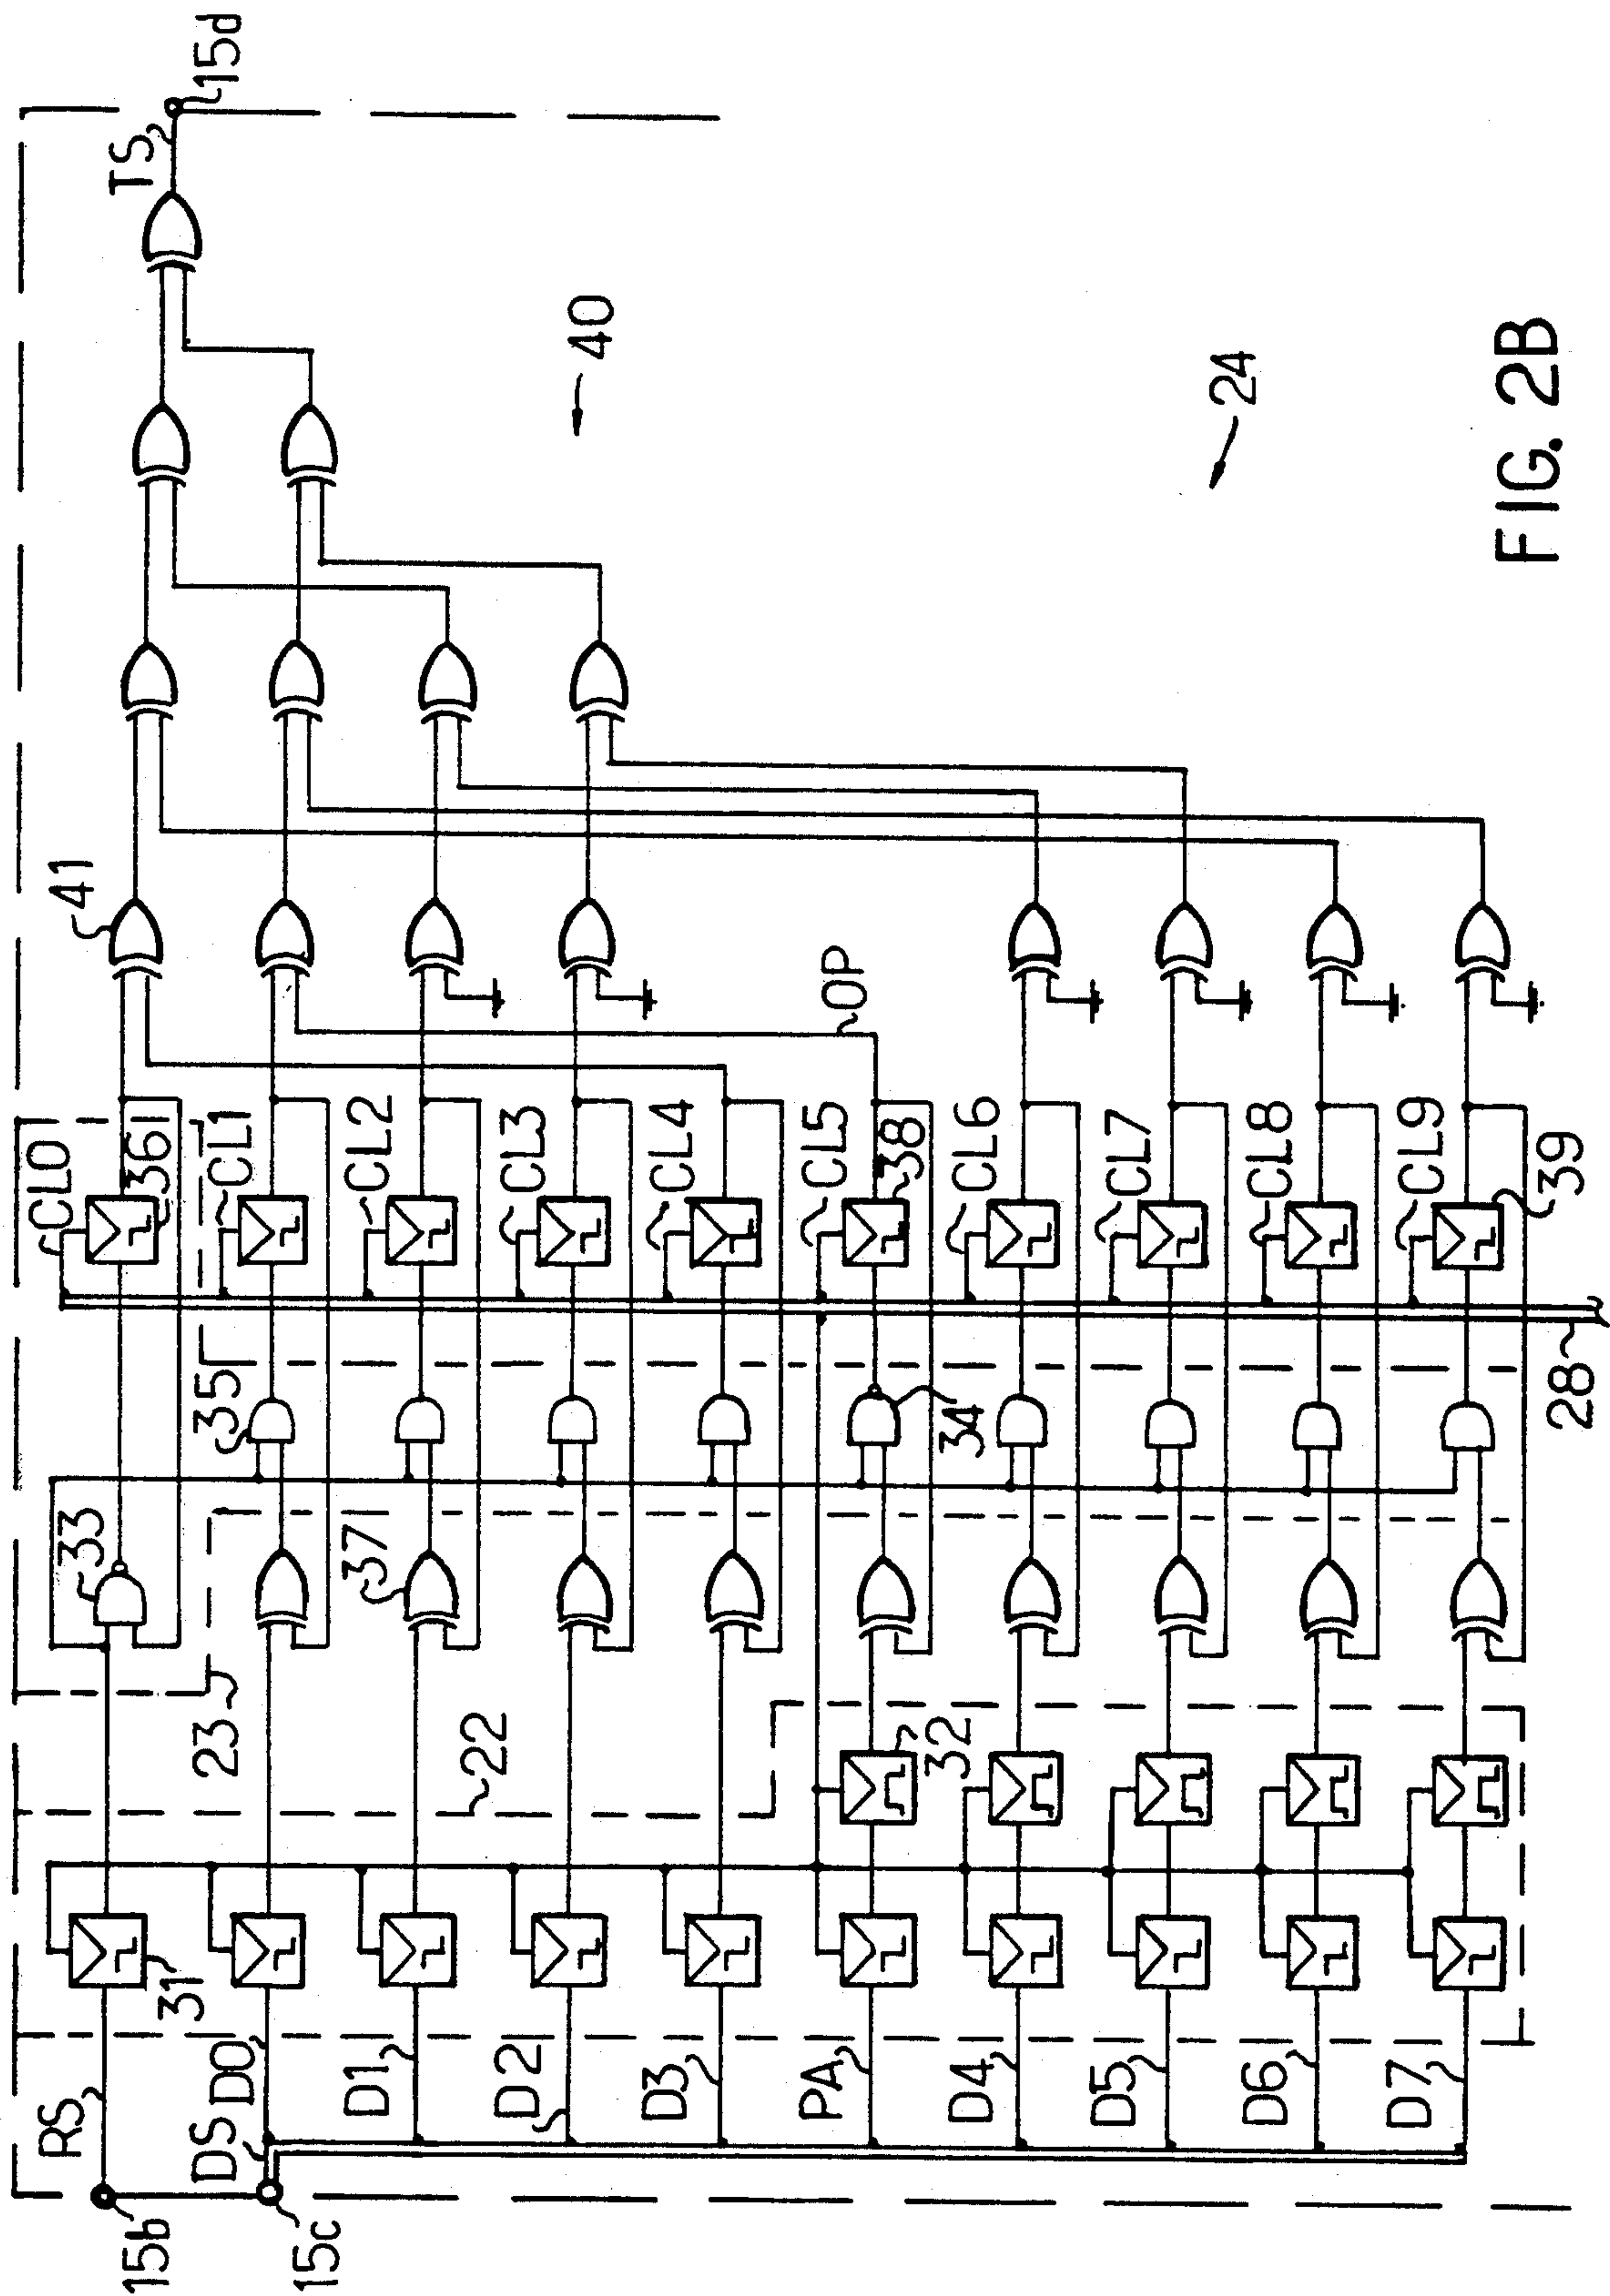 15b
RS
15c
DS
D0
D1
D2
D3
PA
D4
D5
D6
D7
31
22
23
32
33
37
35
34
28
CL0
36
CL1
CL2
CL3
CL4
CL5
38
CL6
CL7
CL8
CL9
39
OP
41
40
24
TS
15d
FIG. 2B